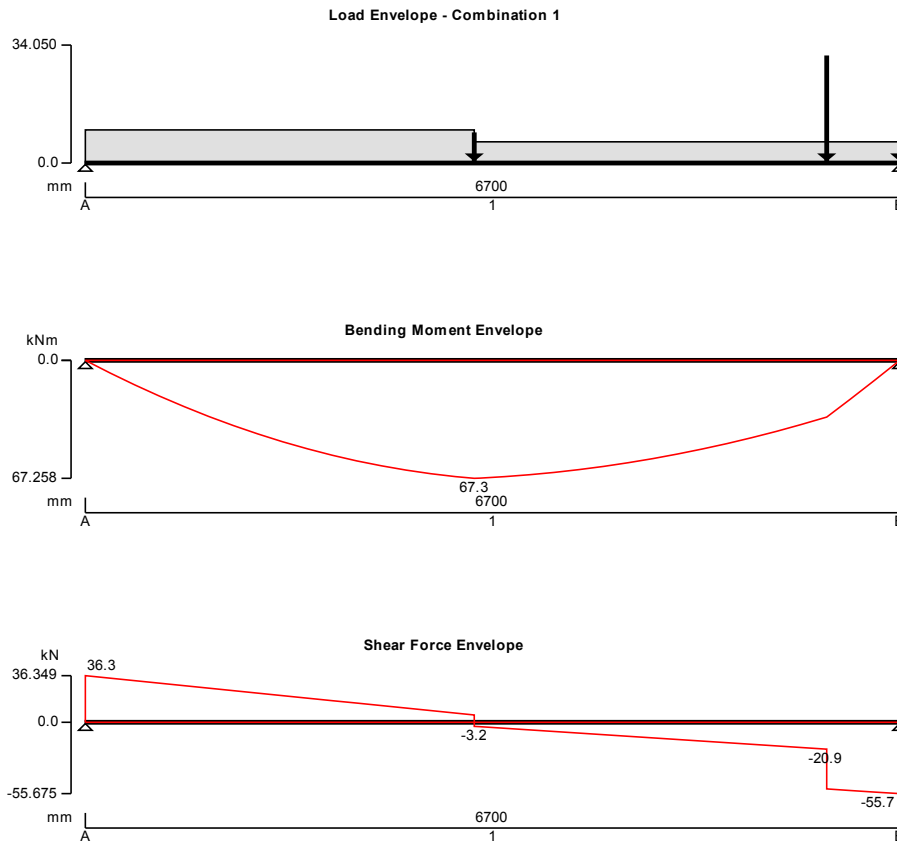 Load Envelope - Combination 1
34.050
0.0
mm
6700
A
1
Bending Moment Envelope
kNm
0.0
67.258
67.3
mm
6700
A
1
Shear Force Envelope
kN
36.349
36.3
0.0
-3.2
-20.9
-55.675
-55.7
mm
6700
A
1